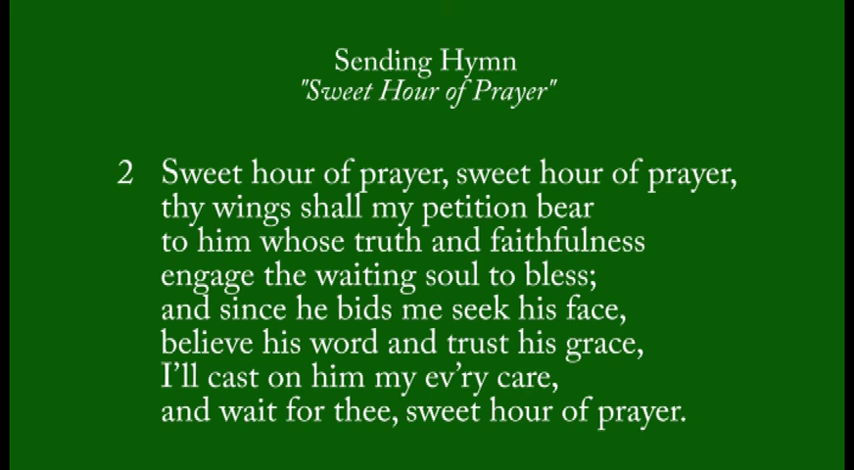 Sending Hymn
"Sweet Hour of Prayer"
2 Sweet hour of prayer, sweet hour of prayer,
thy wings shall my petition bear
to him whose truth and faithfulness
engage the waiting soul to bless;
and since he bids me seek his face,
believe his word and trust his grace,
I’ll cast on him my ev’ry care,
and wait for thee, sweet hour of prayer.